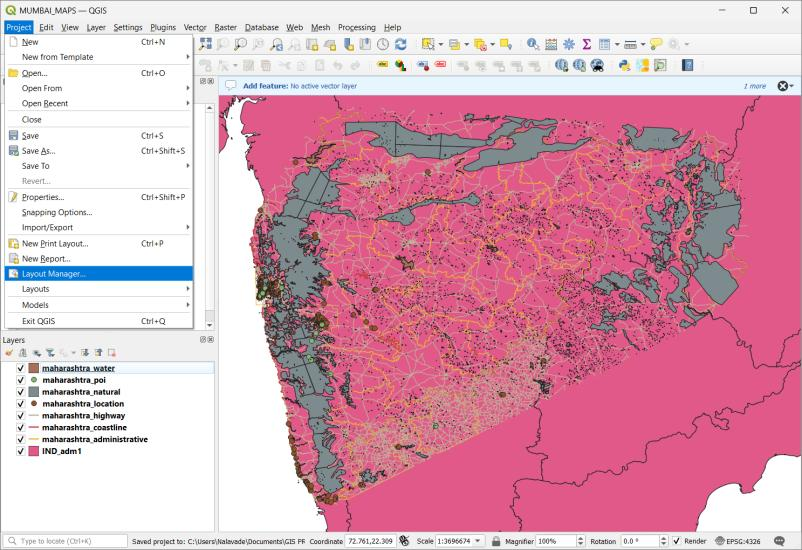 MUMBAI_MAPS — QGIS
Project Edit View Layer Settings Plugins Vector Raster Database Web Mesh Processing Help
New Ctrl+N
New from Template
Open... Ctrl+O
Open From
Open Recent
Close
Save Ctrl+S
Save As... Ctrl+Shift+S
Save To
Revert...
Properties... Ctrl+Shift+P
Snapping Options...
Import/Export
New Print Layout... Ctrl+P
New Report...
Layout Manager...
Layouts
Models
Exit QGIS Ctrl+Q
Add feature: No active vector layer 1 more
Layers
maharashtra_water
maharashtra_poi
maharashtra_natural
maharashtra_location
maharashtra_highway
maharashtra_coastline
maharashtra_administrative
IND_adm1
Type to locate (Ctrl+K) Saved project to: C:\Users\Nalavade\Documents\GIS PR Coordinate 72.761,22.309 Scale 1:3696674 Magnifier 100% Rotation 0.0 ° Render EPSG:4326